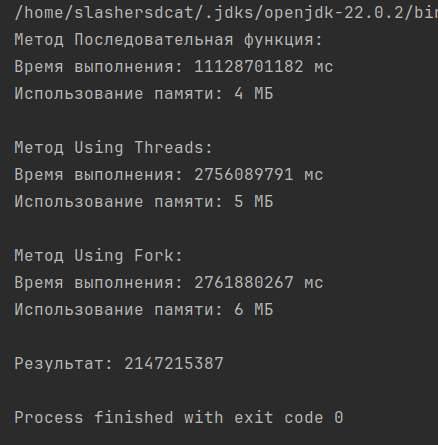 /home/slashersdcat/.jdks/openjdk-22.0.2/bin
Метод Последовательная функция:
Время выполнения: 11128701182 мс
Использование памяти: 4 МБ
Метод Using Threads:
Время выполнения: 2756089791 мс
Использование памяти: 5 МБ
Метод Using Fork:
Время выполнения: 2761880267 мс
Использование памяти: 6 МБ
Результат: 2147215387
Process finished with exit code 0